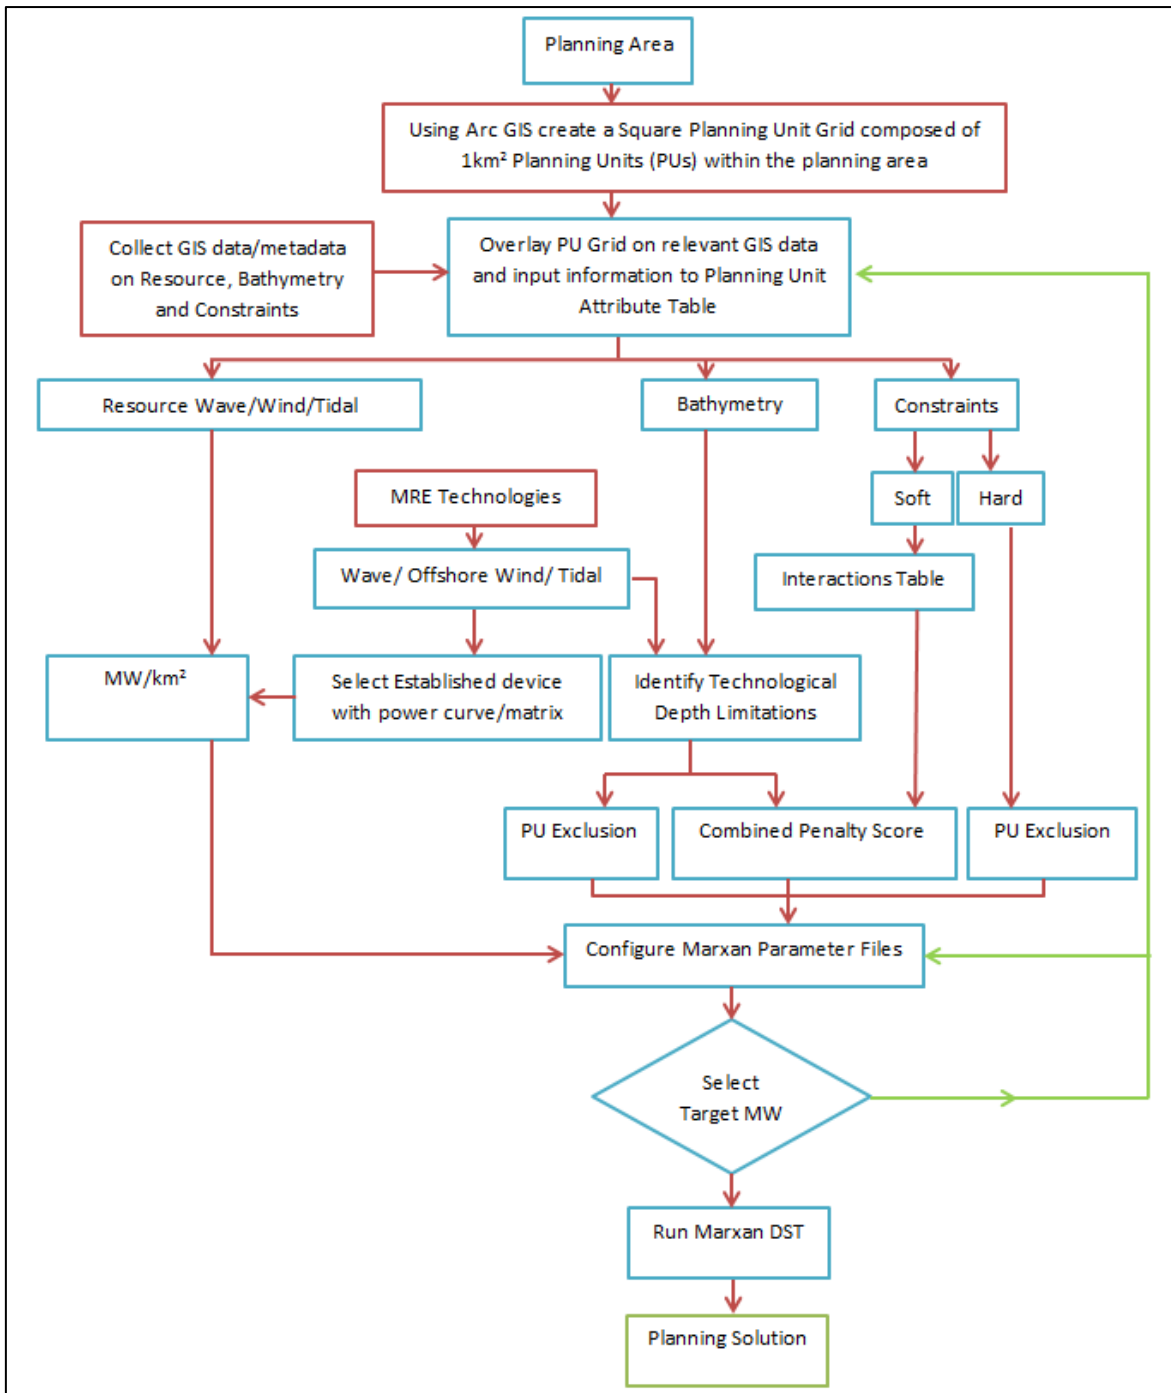 Planning Area
Using Arc GIS create a Square Planning Unit Grid composed of
1km² Planning Units (PUs) within the planning area
Collect GIS data/metadada
on Resource, Bathymetry
and Constraints
Overlay PU Grid on relevant GIS data
and input information to Planning Unit
Attribute Table
Resource Wave/Wind/Tidal
Bathymetry
Constraints
Soft
Hard
MRE Technologies
Wave/ Offshore Wind/ Tidal
Interactions Table
MW/km²
Select Established device
with power curve/matrix
Identify Technological
Depth Limitations
PU Exclusion
Combined Penalty Score
PU Exclusion
Configure Marxan Parameter Files
Select
Target MW
Run Marxan DST
Planning Solution